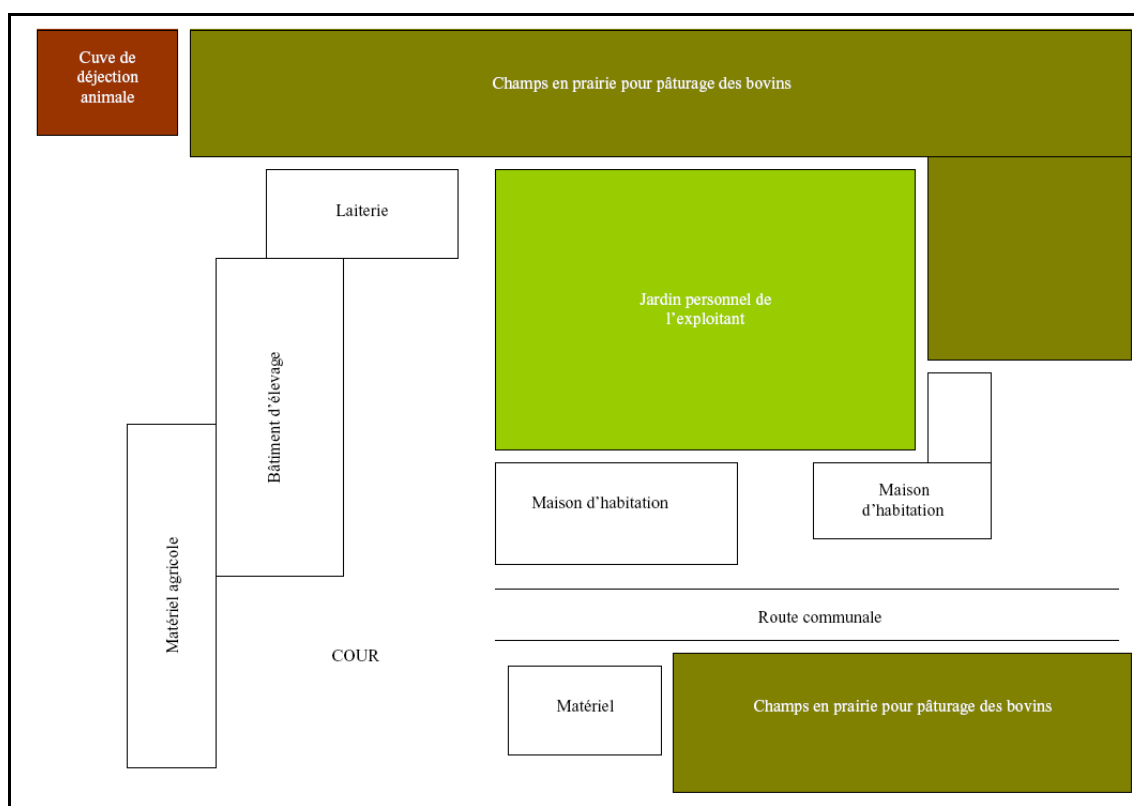 Cuve de
déjection
animale
Champs en prairie pour pâturage des bovins
Laiterie
Jardin personnel de
l’exploitant
Bâtiment d’élevage
Matériel agricole
Maison d’habitation
Maison
d’habitation
Route communale
COUR
Matériel
Champs en prairie pour pâturage des bovins